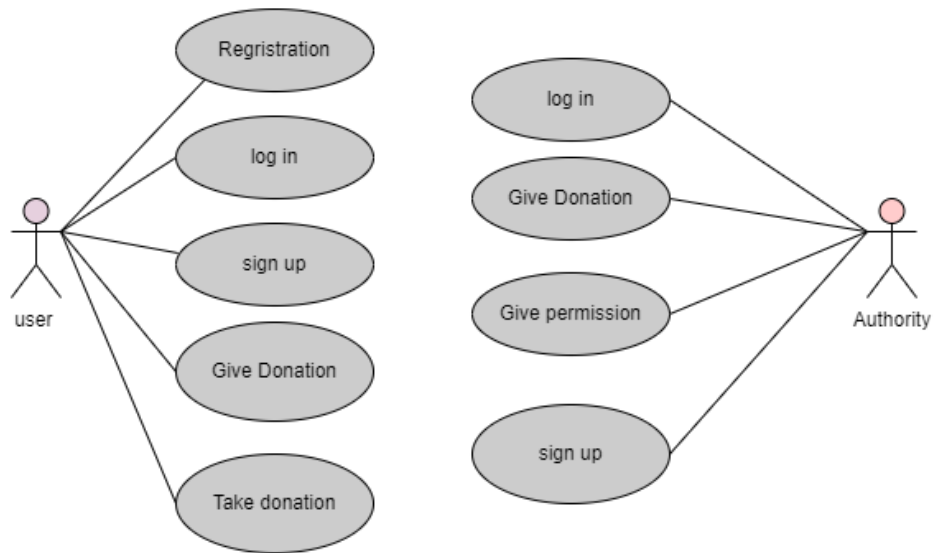 Regristration
log in
sign up
Give Donation
Take donation
user
log in
Give Donation
Give permission
sign up
Authority